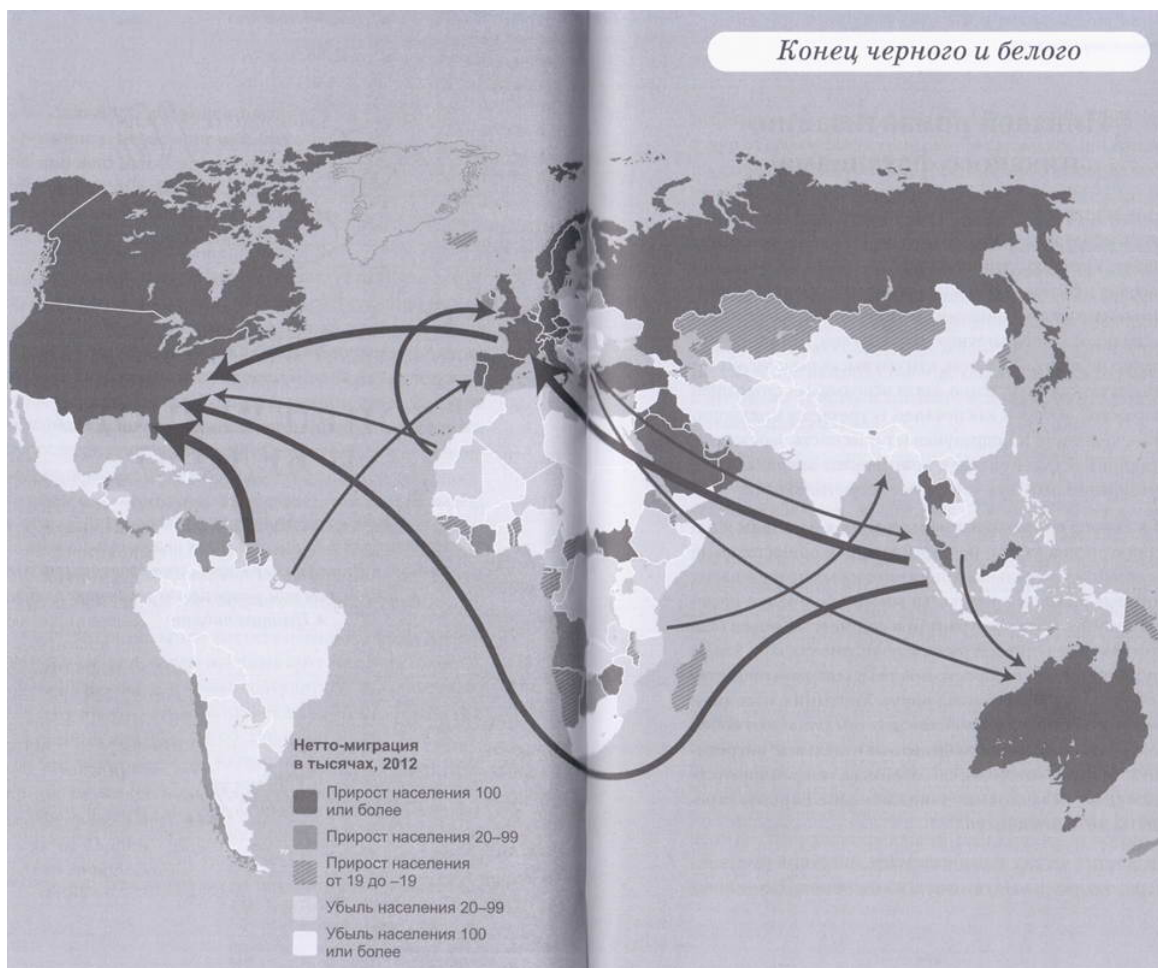 Конец черного и белого
Нетто-миграция
в тысячах, 2012
Прирост населения 100
или более
Прирост населения 20–99
Прирост населения
от 19 до –19
Убыль населения 20–99
Убыль населения 100
или более